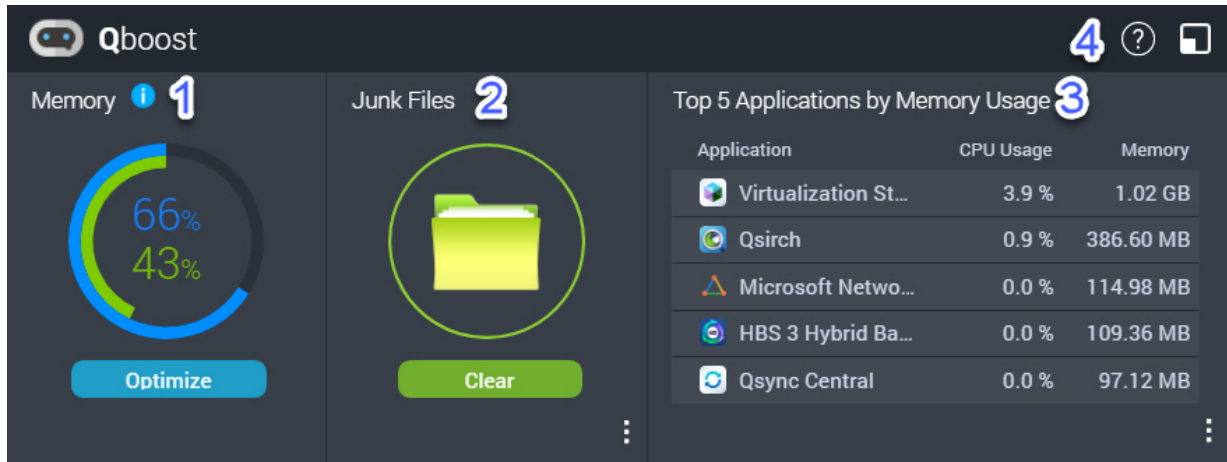 Qboost 4 ?
Memory i 1
66%
43%
Optimize
Junk Files 2
Clear
Top 5 Applications by Memory Usage 3
Application CPU Usage Memory
Virtualization St... 3.9 % 1.02 GB
Qsirch 0.9 % 386.60 MB
Microsoft Netwo... 0.0 % 114.98 MB
HBS 3 Hybrid Ba... 0.0 % 109.36 MB
Qsync Central 0.0 % 97.12 MB